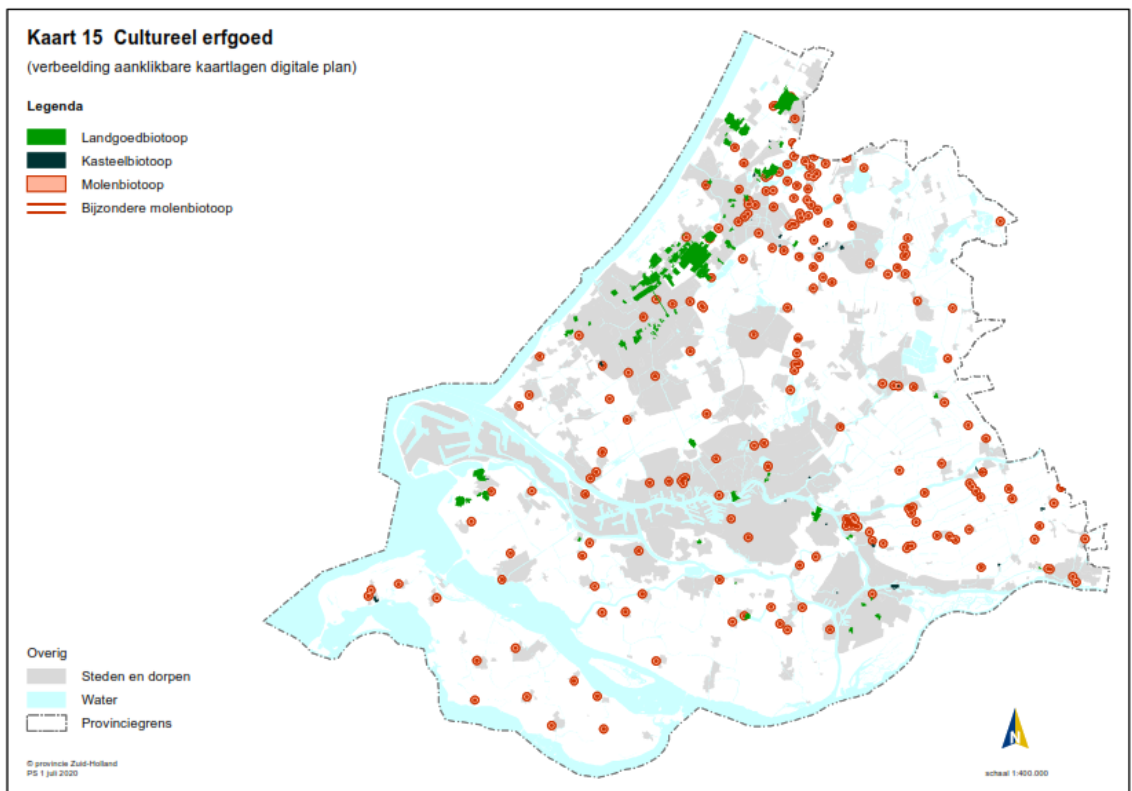 Kaart 15 Cultureel erfgoed
(verbeelding aanklikbare kaartlagen digitale plan)
Legenda
Landgoedbiotoop
Kasteelbiotoop
Molenbiotoop
Bijzondere molenbiotoop
Overig
Steden en dorpen
Water
Provinciegrens
© provincie Zuid-Holland
PS 1 juli 2020
N
schaal 1:400.000